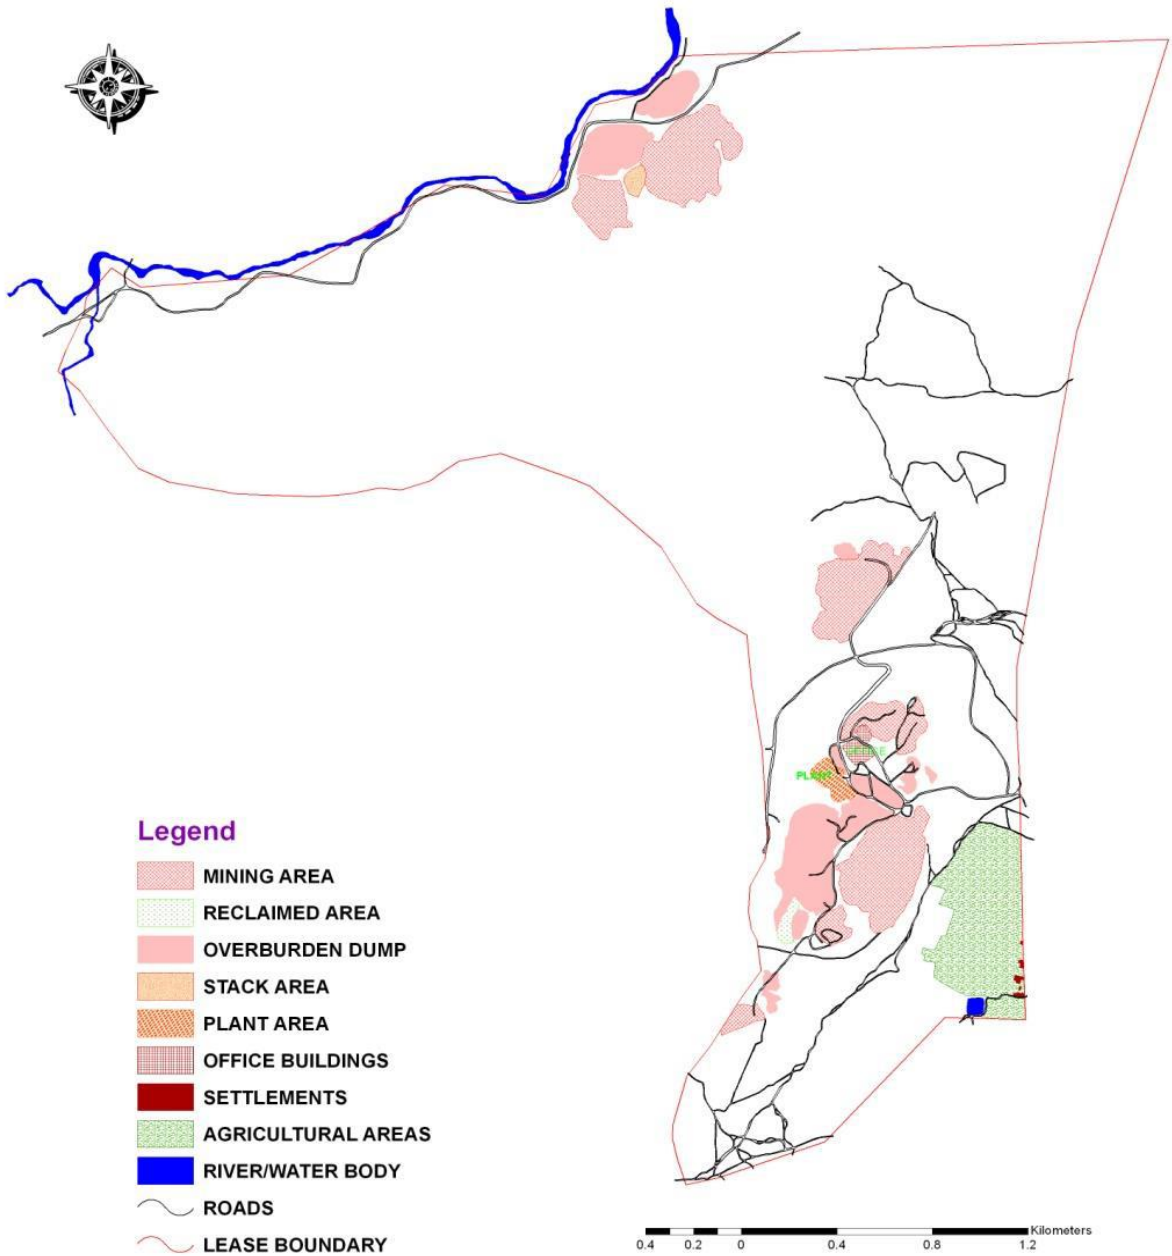 OFFICE
PLANT
Legend
MINING AREA
RECLAIMED AREA
OVERBURDEN DUMP
STACK AREA
PLANT AREA
OFFICE BUILDINGS
SETTLEMENTS
AGRICULTURAL AREAS
RIVER/WATER BODY
ROADS
LEASE BOUNDARY
Kilometers
0.4 0.2 0 0.4 0.8 1.2